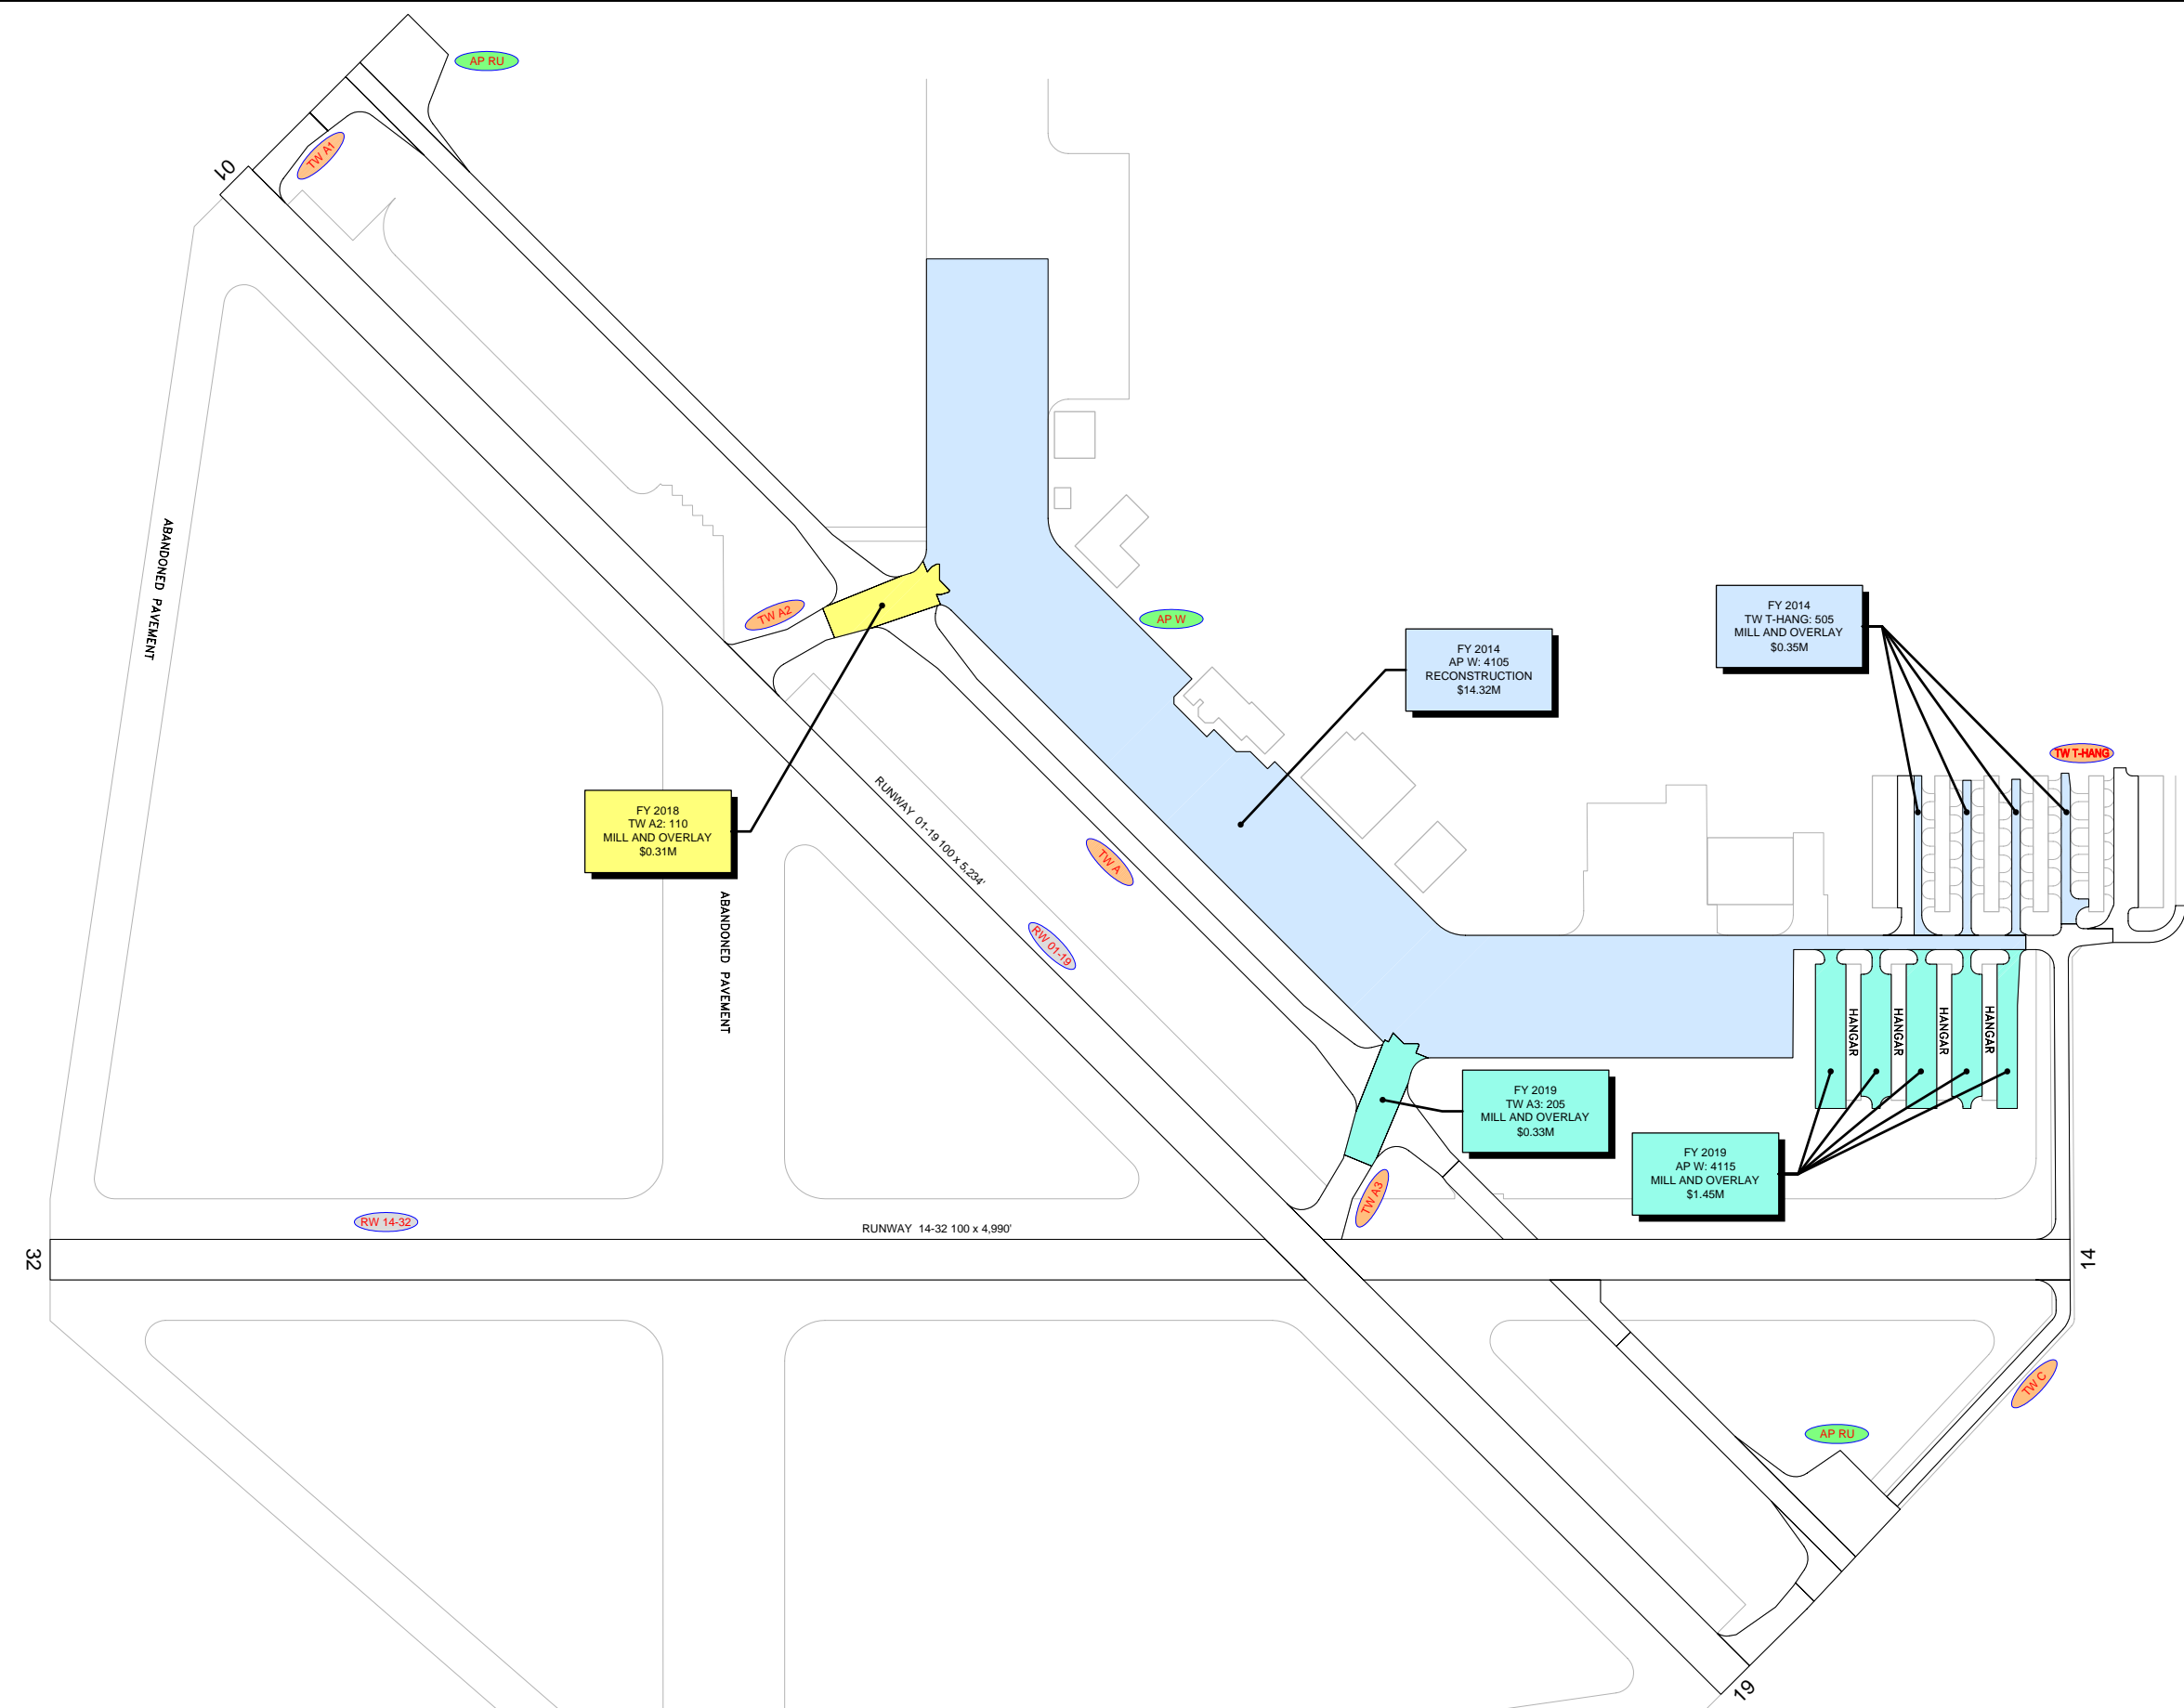 AP RU
TW A1
01
ABANDONED PAVEMENT
TW A2
AP W
FY 2014
TW T-HANG: 505
MILL AND OVERLAY
$0.35M
FY 2014
AP W: 4105
RECONSTRUCTION
$14.32M
TW T-HANG
FY 2018
TW A2: 110
MILL AND OVERLAY
$0.31M
RUNWAY 01-19 100 x 5,234'
TW A
RW 01-19
ABANDONED PAVEMENT
HANGAR
HANGAR
HANGAR
HANGAR
FY 2019
TW A3: 205
MILL AND OVERLAY
$0.33M
FY 2019
AP W: 4115
MILL AND OVERLAY
$1.45M
TW A3
RW 14-32
RUNWAY 14-32 100 x 4,990'
32
14
TW C
AP RU
19